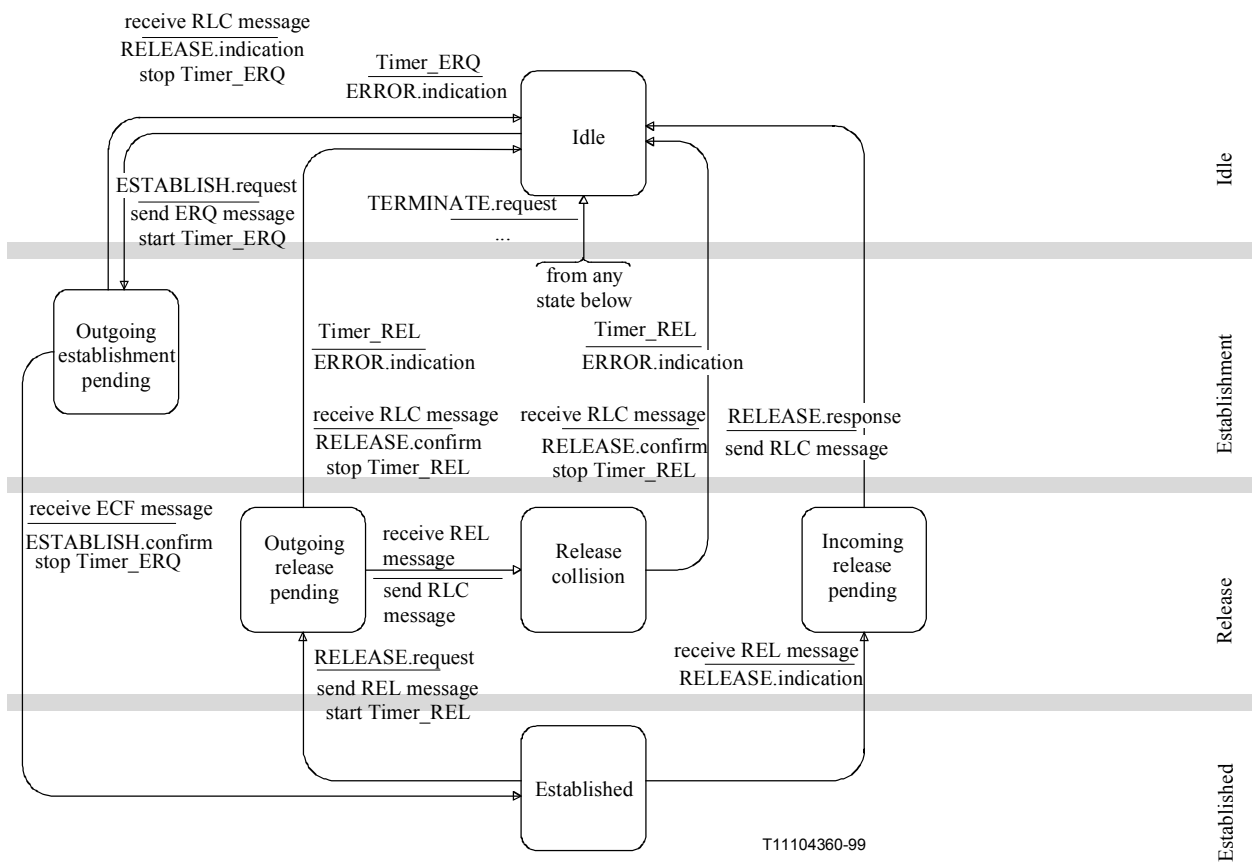 receive RLC message
RELEASE.indication
stop Timer_ERQ
Timer_ERQ
ERROR.indication
Idle
Idle
ESTABLISH.request
send ERQ message
start Timer_ERQ
TERMINATE.request
...
from any
state below
Outgoing
establishment
pending
Timer_REL
ERROR.indication
Timer_REL
ERROR.indication
receive RLC message
RELEASE.confirm
stop Timer_REL
receive RLC message
RELEASE.confirm
stop Timer_REL
RELEASE.response
send RLC message
Establishment
receive ECF message
ESTABLISH.confirm
stop Timer_ERQ
Outgoing
release
pending
receive REL
message
send RLC
message
Release
collision
Incoming
release
pending
Release
RELEASE.request
send REL message
start Timer_REL
receive REL message
RELEASE.indication
Established
Established
T11104360-99